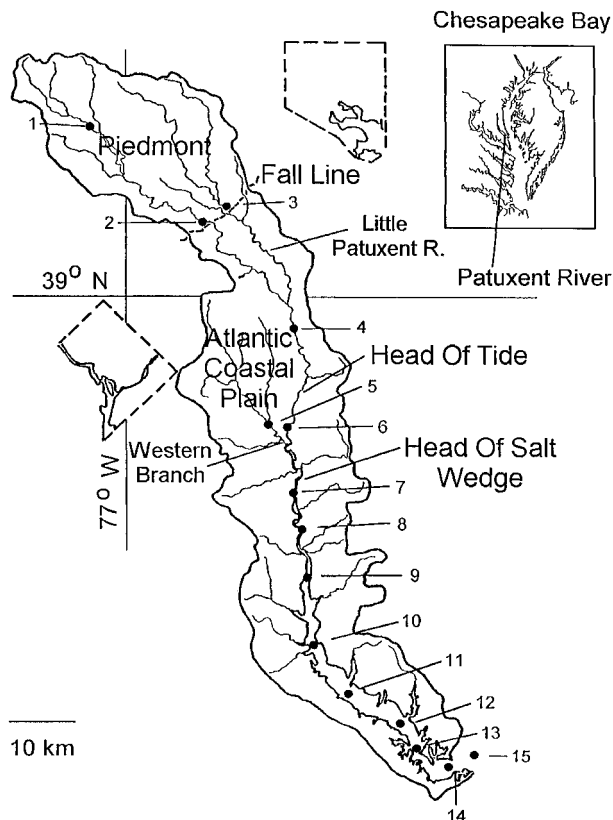 Chesapeake Bay
Patuxent River
1
Piedmont
Fall Line
3
2
Little
Patuxent R.
39° N
4
Atlantic
Coastal
Plain
Head Of Tide
5
6
Western
Branch
Head Of Salt
Wedge
77° W
7
8
9
10
11
12
13
15
14
10 km